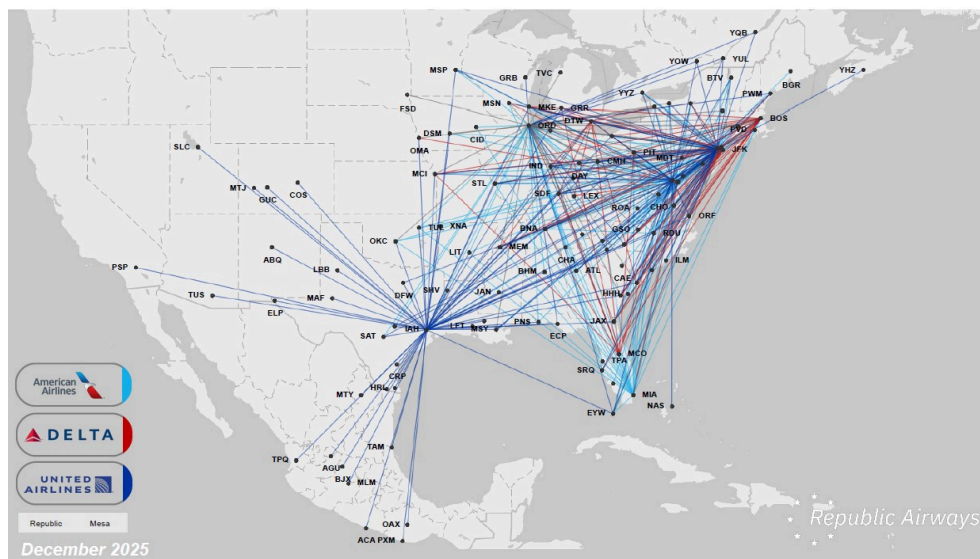 YQB
YOW
YUL
YHZ
MSP
GRB
TVC
BTV
BGR
FSD
MSN
MKE
GRR
YYZ
PWM
DTW
ORD
BOS
PVD
DSM
CID
OMA
SLC
PIT
MDT
JFK
IND
CMH
MCI
DAY
STL
MTJ
COS
GUC
SDF
LEX
ROA
CHO
ORF
TUL
XNA
BNA
GSO
RDU
OKC
MEM
ABQ
LIT
CHA
ILM
PSP
LBB
BHM
ATL
CAE
TUS
MAF
DFW
SHV
JAN
HHH
ELP
IAH
LFT
MSY
PNS
JAX
SAT
ECP
MCO
TPA
CRP
SRQ
HRL
MTY
MIA
NAS
EYW
TAM
TPQ
AGU
BJX
MLM
OAX
ACA
PXM
American
Airlines
DELTA
UNITED
AIRLINES
Republic Mesa
December 2025
Republic Airways